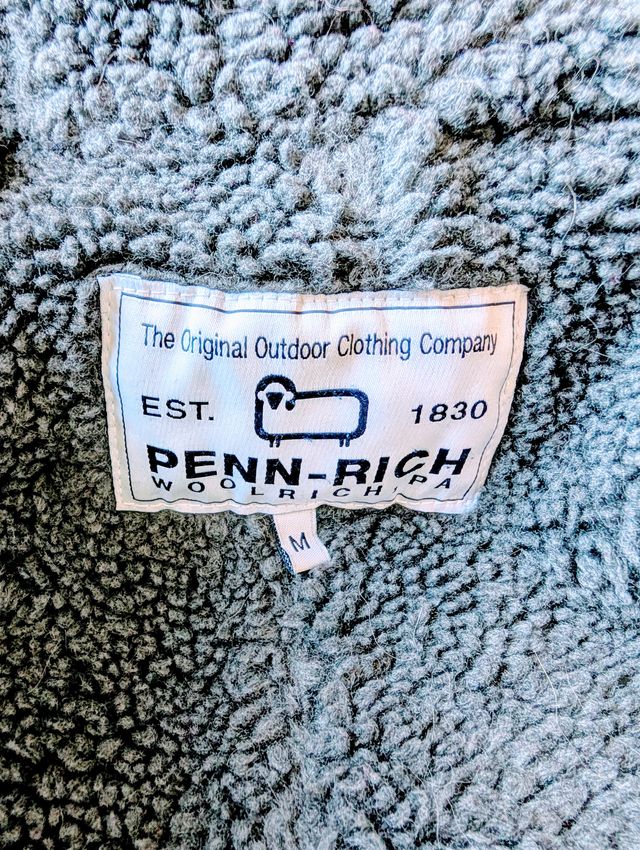 The Original Outdoor Clothing Company
EST. 1830
PENN-RICH
WOOLRICH, PA
M